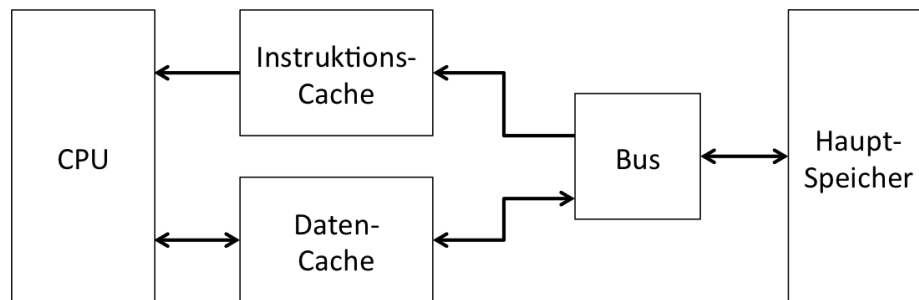 CPU
Instruktions-
Cache
Daten-
Cache
Bus
Haupt-
Speicher